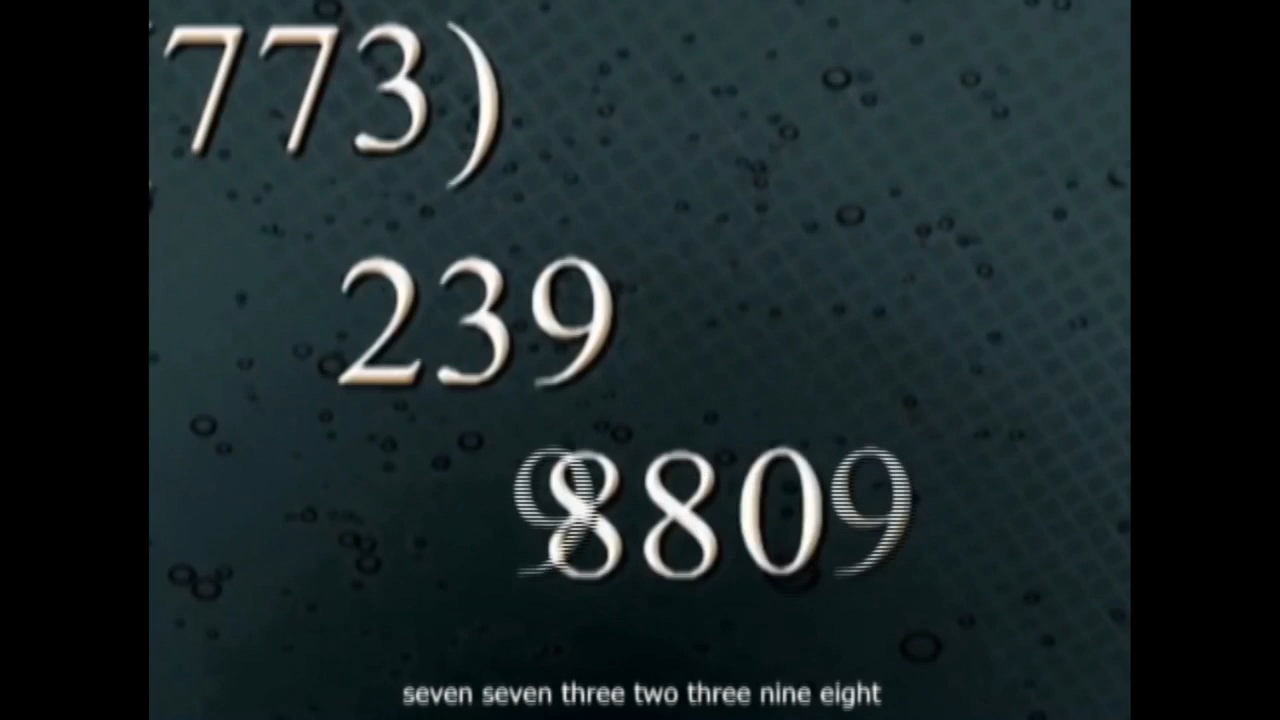 773)
239
8809
seven seven three two three nine eight